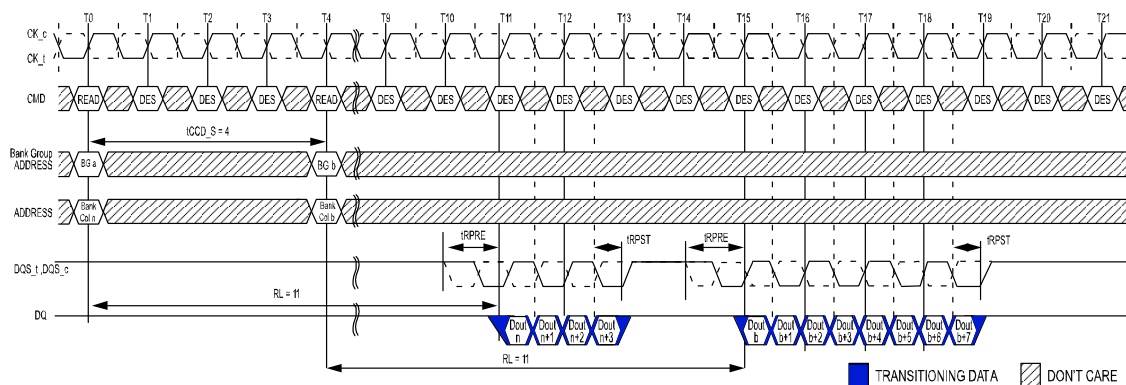 T0 T1 T2 T3 T4 T9 T10 T11 T12 T13 T14 T15 T16 T17 T18 T19 T20 T21
CK_c
CK_t
CMD READ DES DES DES READ DES DES DES DES DES DES DES DES DES DES DES DES DES
tCCD_S = 4
Bank Group
ADDRESS BG a BG b
ADDRESS Bank Col n Bank Col b
tRPRE tRPST tRPRE tRPST
DQS_t ,DQS_c
RL = 11
DQ Dout n Dout n+1 Dout n+2 Dout n+3 Dout b Dout b+1 Dout b+2 Dout b+3 Dout b+4 Dout b+5 Dout b+6 Dout b+7
RL = 11
TRANSITIONING DATA DON'T CARE